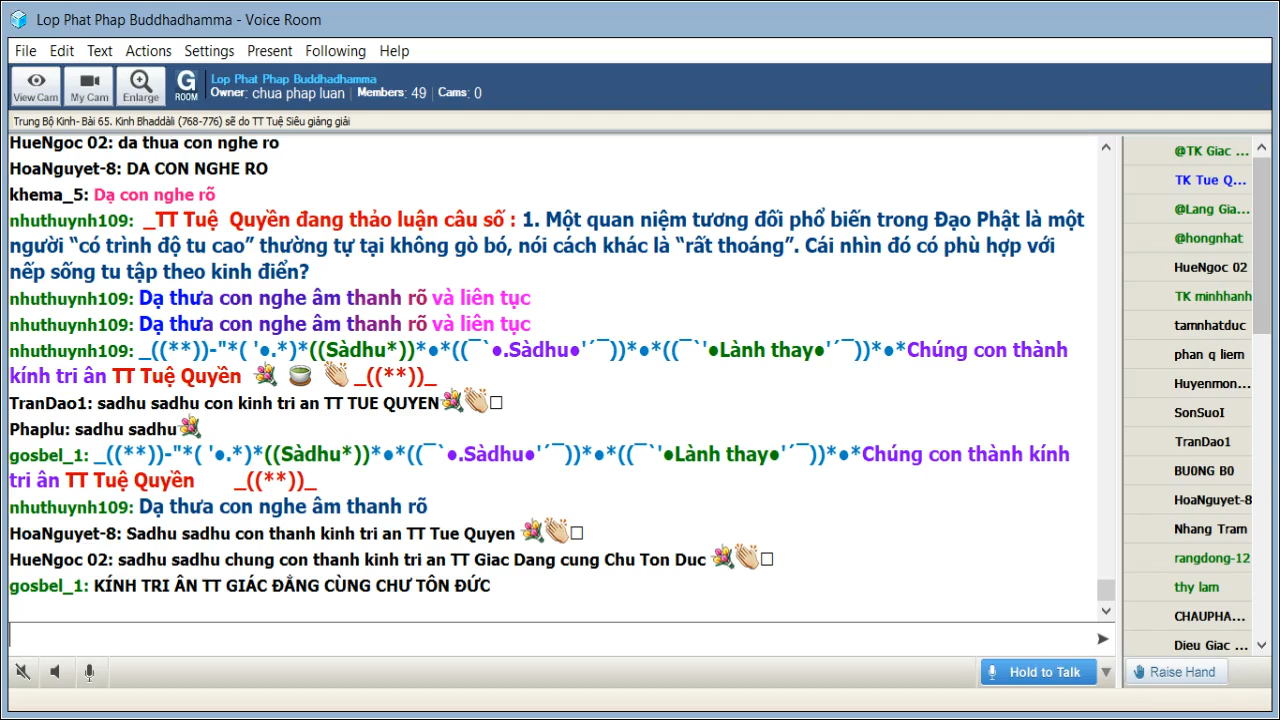 Lop Phat Phap Buddhadhamma - Voice Room
File Edit Text Actions Settings Present Following Help
View Cam My Cam Enlarge G ROOM
Lop Phat Phap Buddhadhamma
Owner: chua phap luan Members: 49 Cams: 0
Trung Bộ Kinh- Bài 65. Kinh Bhaddàli (768-776) sẽ do TT Tuệ Siêu giảng giải
HueNgoc 02: da thua con nghe ro
HoaNguyet-8: DA CON NGHE RO
khema_5: Dạ con nghe rõ
nhuthuynh109: _TT Tuệ Quyền đang thảo luận câu số : 1. Một quan niệm tương đối phổ biến trong Đạo Phật là một
người “có trình độ tu cao” thường tự tại không gò bó, nói cách khác là “rất thoáng”. Cái nhìn đó có phù hợp với
nếp sống tu tập theo kinh điển?
nhuthuynh109: Dạ thưa con nghe âm thanh rõ và liên tục
nhuthuynh109: Dạ thưa con nghe âm thanh rõ và liên tục
nhuthuynh109: _((**))-"*( '●.*)*((Sàdhu*))*●*((¯`●.Sàdhu●'´¯))*●*((¯`'●Lành thay●'´¯))*●*Chúng con thành
kính tri ân TT Tuệ Quyền _((**))_
TranDao1: sadhu sadhu con kinh tri an TT TUE QUYEN
Phaplu: sadhu sadhu
gosbel_1: _((**))-"*( '●.*)*((Sàdhu*))*●*((¯`●.Sàdhu●'´¯))*●*((¯`'●Lành thay●'´¯))*●*Chúng con thành kính
tri ân TT Tuệ Quyền _((**))_
nhuthuynh109: Dạ thưa con nghe âm thanh rõ
HoaNguyet-8: Sadhu sadhu con thanh kinh tri an TT Tue Quyen
HueNgoc 02: sadhu sadhu chung con thanh kinh tri an TT Giac Dang cung Chu Ton Duc
gosbel_1: KÍNH TRI ÂN TT GIÁC ĐẲNG CÙNG CHƯ TÔN ĐỨC
Hold to Talk
@TK Giac ...
TK Tue Q...
@Lang Gia...
@hongnhat
HueNgoc 02
TK minhhanh
tamnhatduc
phan q liem
Huyenmon...
SonSuoI
TranDao1
BU0NG B0
HoaNguyet-8
Nhang Tram
rangdong-12
thy lam
CHAUPHA...
Dieu Giac ...
Raise Hand